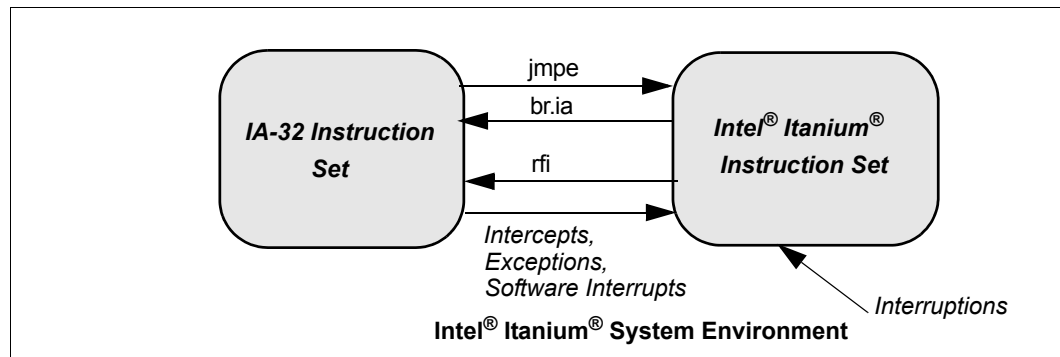 jmpe
br.ia
IA-32 Instruction
Set
Intel® Itanium®
Instruction Set
rfi
Intercepts,
Exceptions,
Software Interrupts
Interruptions
Intel® Itanium® System Environment